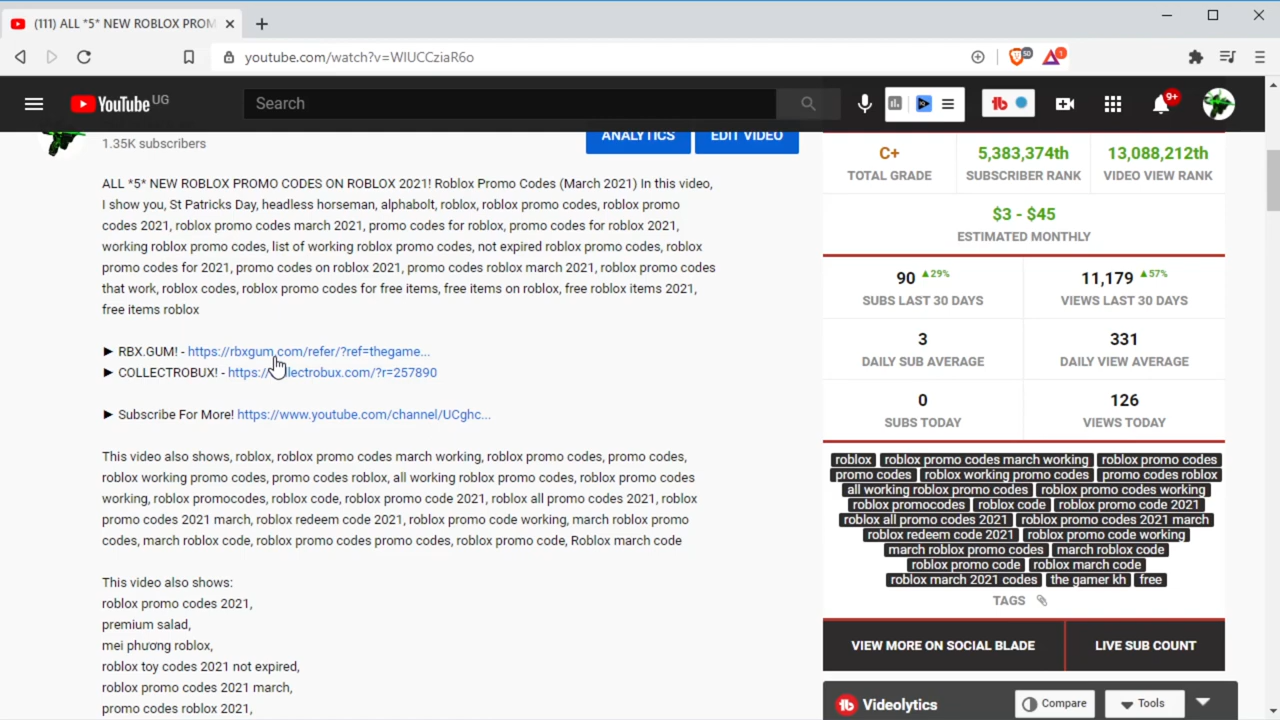 (111) ALL *5* NEW ROBLOX PROM
youtube.com/watch?v=WIUCCziaR6o
50
1
YouTube UG
Search
9+
1.35K subscribers
ANALYTICS
EDIT VIDEO
ALL *5* NEW ROBLOX PROMO CODES ON ROBLOX 2021! Roblox Promo Codes (March 2021) In this video,
I show you, St Patricks Day, headless horseman, alphabolt, roblox, roblox promo codes, roblox promo
codes 2021, roblox promo codes march 2021, promo codes for roblox, promo codes for roblox 2021,
working roblox promo codes, list of working roblox promo codes, not expired roblox promo codes, roblox
promo codes for 2021, promo codes on roblox 2021, promo codes roblox march 2021, roblox promo codes
that work, roblox codes, roblox promo codes for free items, free items on roblox, free roblox items 2021,
free items roblox
► RBX.GUM! - https://rbxgum.com/refer/?ref=thegame...
► COLLECTROBUX! - https://collectrobux.com/?r=257890
► Subscribe For More! https://www.youtube.com/channel/UCghc...
This video also shows, roblox, roblox promo codes march working, roblox promo codes, promo codes,
roblox working promo codes, promo codes roblox, all working roblox promo codes, roblox promo codes
working, roblox promocodes, roblox code, roblox promo code 2021, roblox all promo codes 2021, roblox
promo codes 2021 march, roblox redeem code 2021, roblox promo code working, march roblox promo
codes, march roblox code, roblox promo codes promo codes, roblox promo code, Roblox march code
This video also shows:
roblox promo codes 2021,
premium salad,
mei phương roblox,
roblox toy codes 2021 not expired,
roblox promo codes 2021 march,
promo codes roblox 2021,
C+
TOTAL GRADE
5,383,374th
SUBSCRIBER RANK
13,088,212th
VIDEO VIEW RANK
$3 - $45
ESTIMATED MONTHLY
90 ▲29%
SUBS LAST 30 DAYS
11,179 ▲57%
VIEWS LAST 30 DAYS
3
DAILY SUB AVERAGE
331
DAILY VIEW AVERAGE
0
SUBS TODAY
126
VIEWS TODAY
roblox roblox promo codes march working roblox promo codes
promo codes roblox working promo codes promo codes roblox
all working roblox promo codes roblox promo codes working
roblox promocodes roblox code roblox promo code 2021
roblox all promo codes 2021 roblox promo codes 2021 march
roblox redeem code 2021 roblox promo code working
march roblox promo codes march roblox code
roblox promo code roblox march code
roblox march 2021 codes the gamer kh free
TAGS
VIEW MORE ON SOCIAL BLADE
LIVE SUB COUNT
tb Videolytics
Compare
Tools